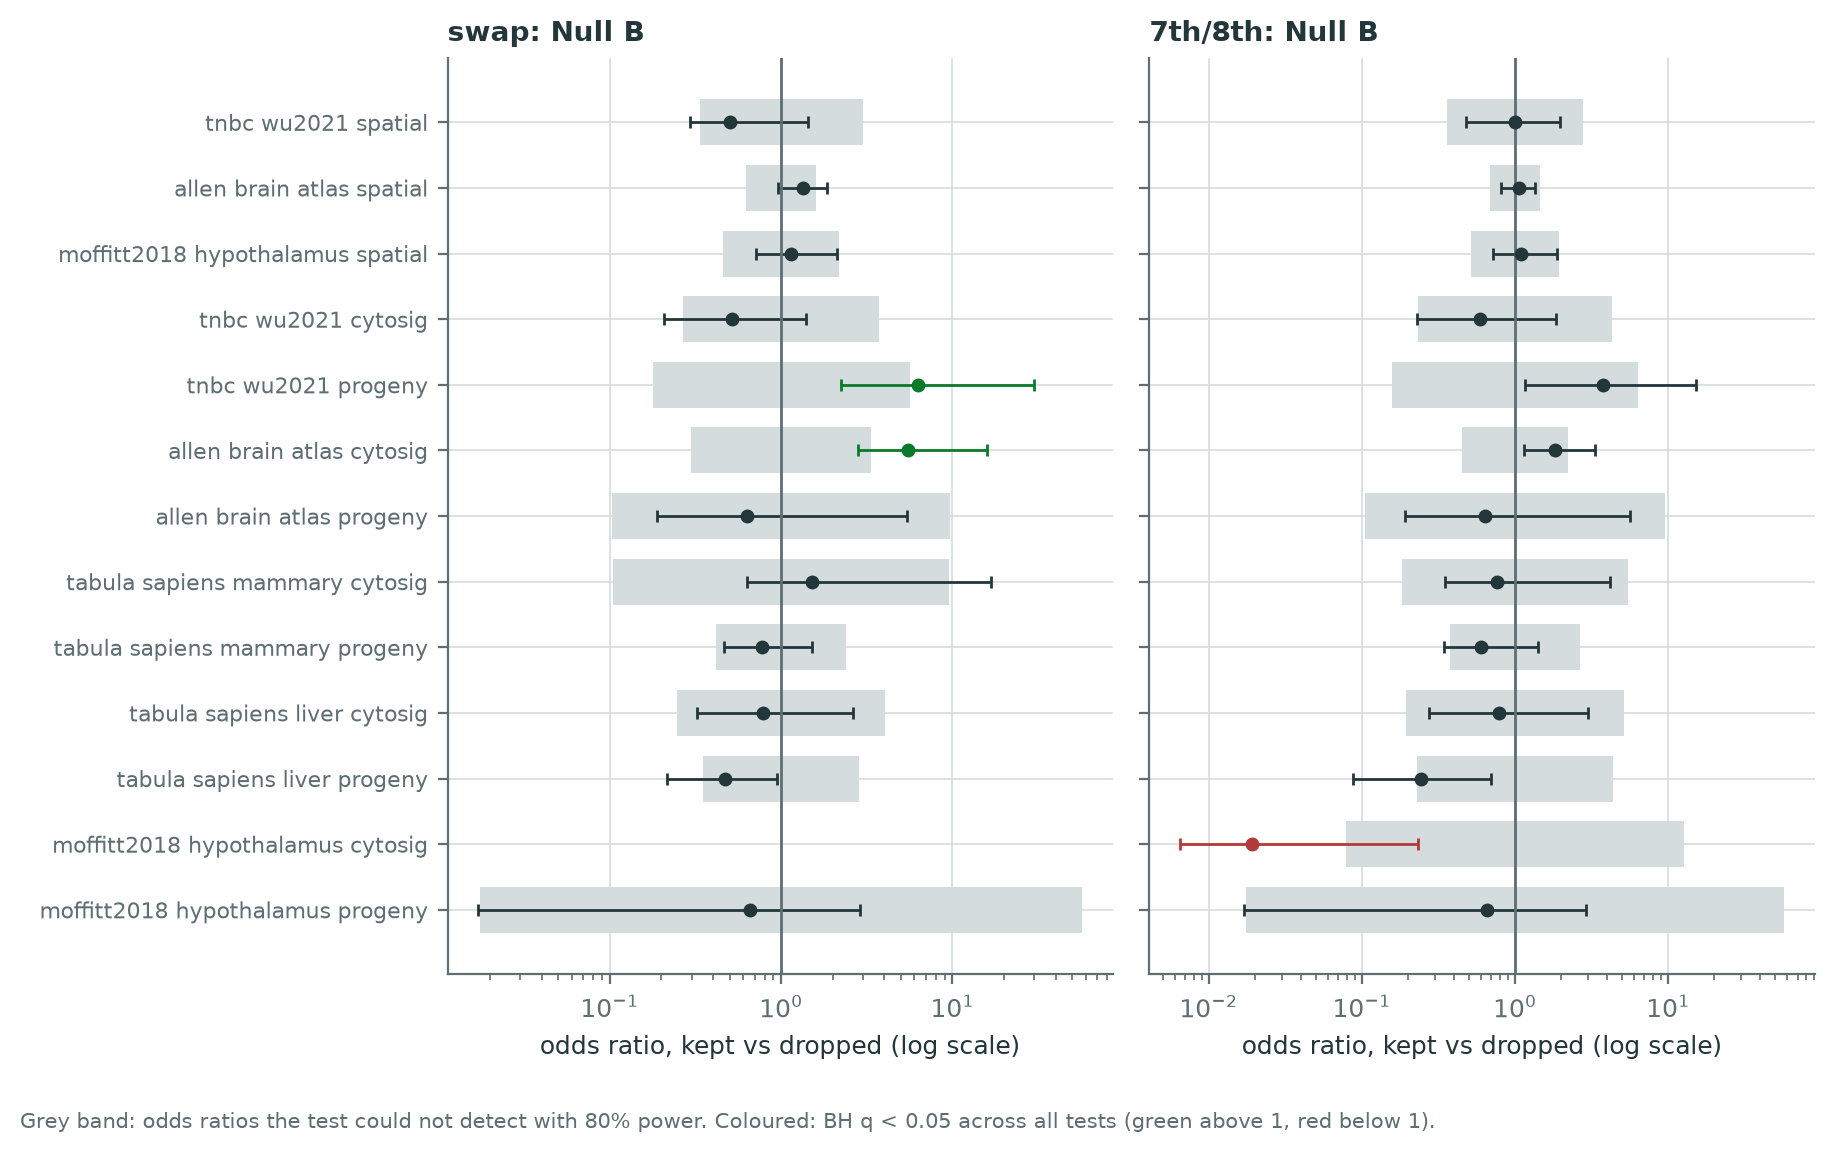 swap: Null B
7th/8th: Null B
tnbc wu2021 spatial
allen brain atlas spatial
moffitt2018 hypothalamus spatial
tnbc wu2021 cytosig
tnbc wu2021 progeny
allen brain atlas cytosig
allen brain atlas progeny
tabula sapiens mammary cytosig
tabula sapiens mammary progeny
tabula sapiens liver cytosig
tabula sapiens liver progeny
moffitt2018 hypothalamus cytosig
moffitt2018 hypothalamus progeny
10⁻¹ 10⁰ 10¹
10⁻² 10⁻¹ 10⁰ 10¹
odds ratio, kept vs dropped (log scale)
odds ratio, kept vs dropped (log scale)
Grey band: odds ratios the test could not detect with 80% power. Coloured: BH q < 0.05 across all tests (green above 1, red below 1).